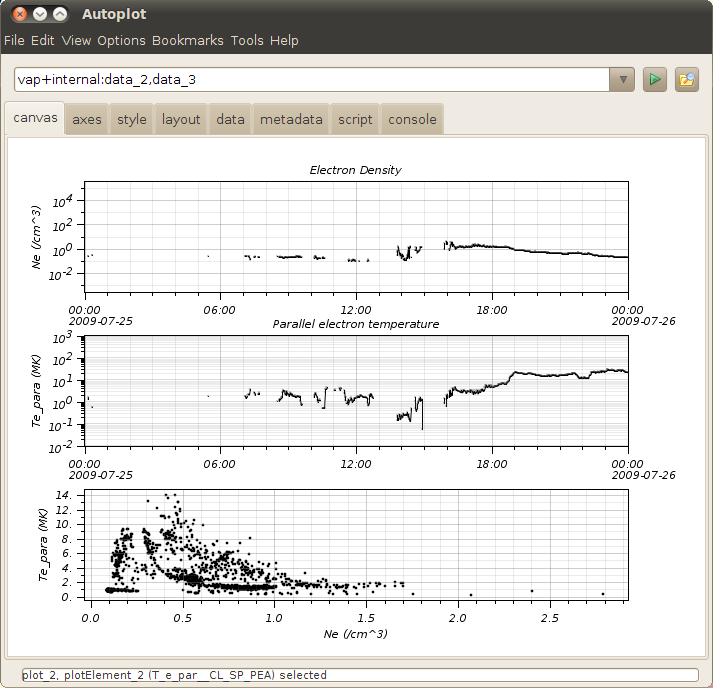 Autoplot
File Edit View Options Bookmarks Tools Help
vap+internal:data_2,data_3
canvas axes style layout data metadata script console
Electron Density
Ne (/cm^3)
10^4
10^2
10^0
10^-2
00:00 06:00 12:00 18:00 00:00
2009-07-25 2009-07-26
Parallel electron temperature
Te_para (MK)
10^3
10^2
10^1
10^0
10^-1
10^-2
00:00 06:00 12:00 18:00 00:00
2009-07-25 2009-07-26
Te_para (MK)
14.
12.
10.
8.
6.
4.
2.
0.
0.0 0.5 1.0 1.5 2.0 2.5
Ne (/cm^3)
plot_2, plotElement_2 (T_e_par__CL_SP_PEA) selected